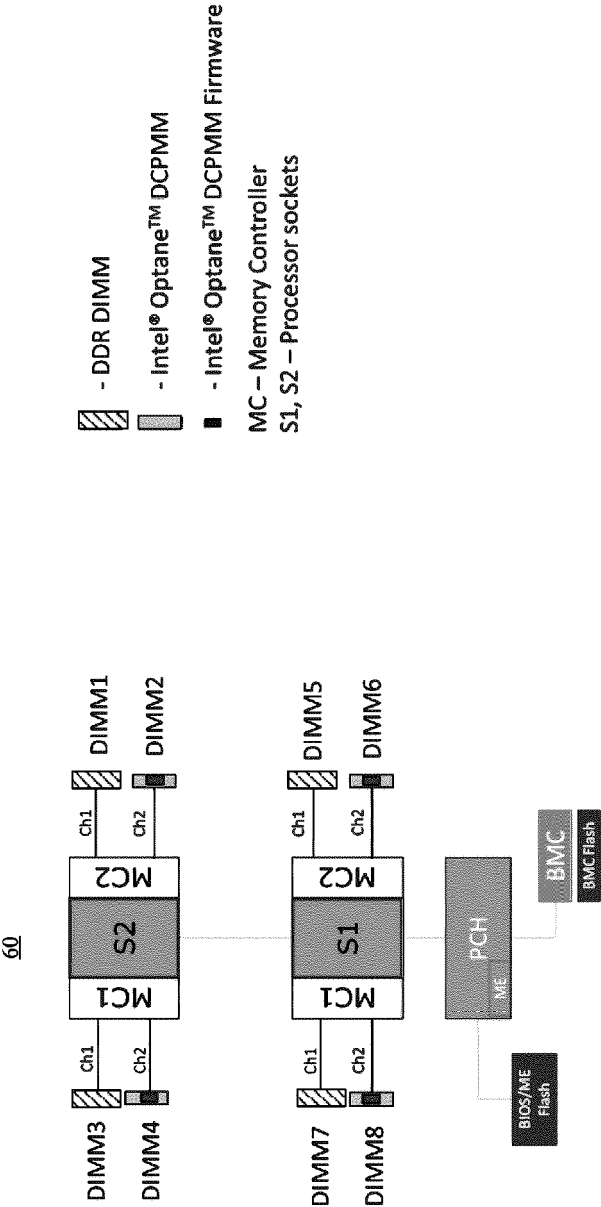 60
- DDR DIMM
- Intel® Optane™ DCPMM
- Intel® Optane™ DCPMM Firmware
MC – Memory Controller
S1, S2 – Processor sockets
DIMM3
Ch1
DIMM4
Ch2
MC1
S2
MC2
Ch1
DIMM1
Ch2
DIMM2
DIMM7
Ch1
DIMM8
Ch2
MC1
S1
MC2
Ch1
DIMM5
Ch2
DIMM6
PCH
ME
BIOS/ME
Flash
BMC
BMC Flash